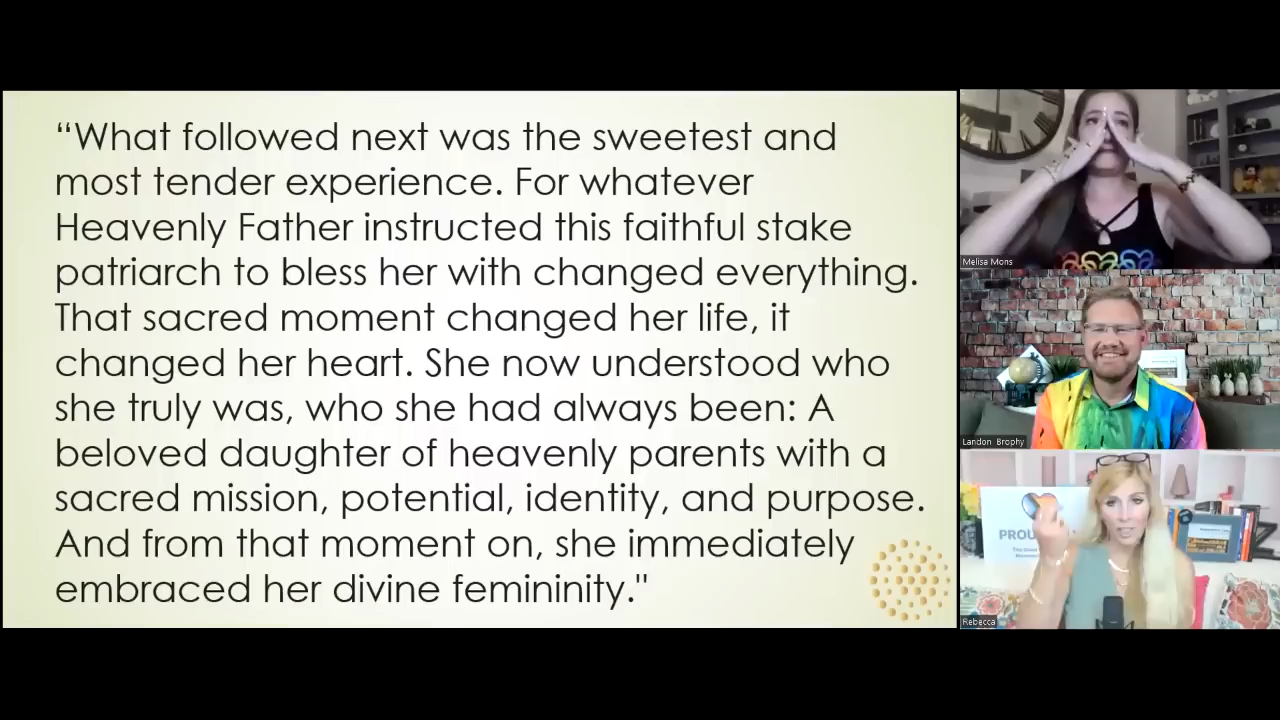 “What followed next was the sweetest and
most tender experience. For whatever
Heavenly Father instructed this faithful stake
patriarch to bless her with changed everything.
That sacred moment changed her life, it
changed her heart. She now understood who
she truly was, who she had always been: A
beloved daughter of heavenly parents with a
sacred mission, potential, identity, and purpose.
And from that moment on, she immediately
embraced her divine femininity."
Melisa Mons
Landon Brophy
PROU
Rebecca